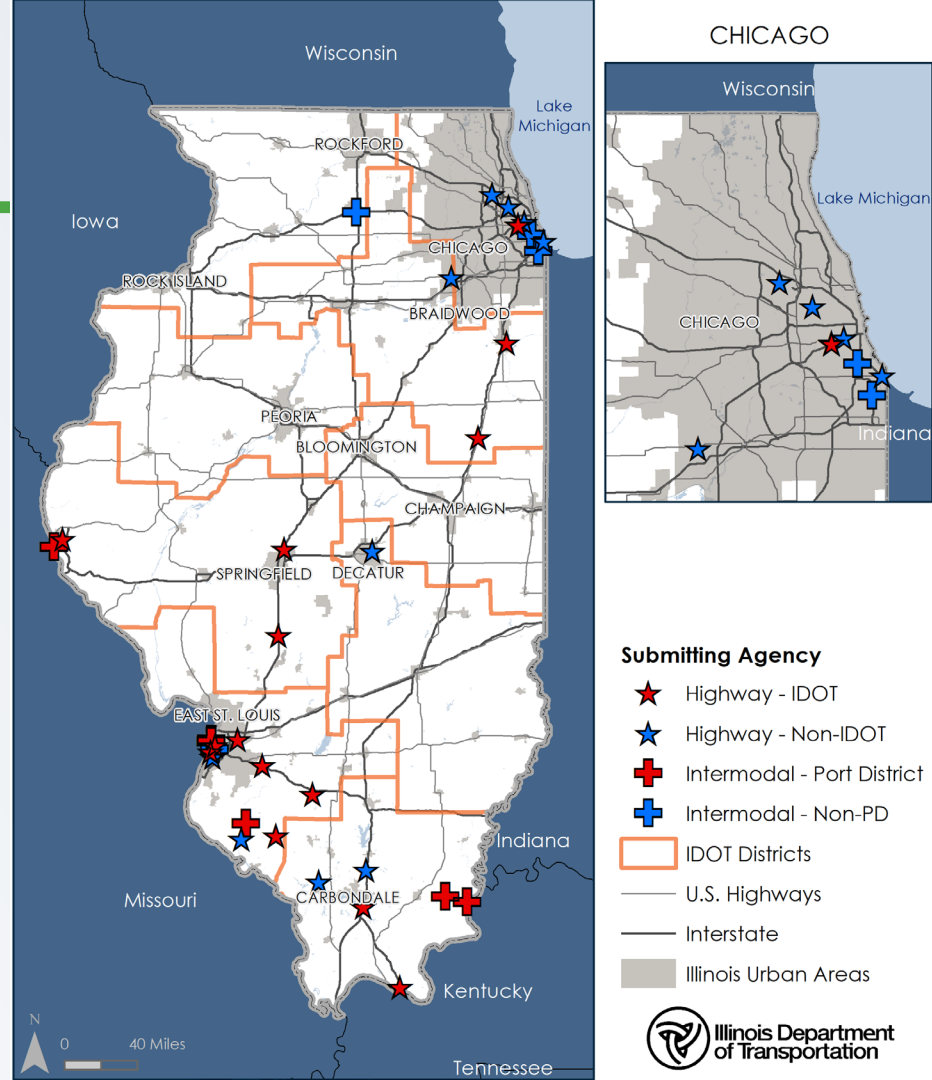 Wisconsin
Lake
Michigan
ROCKFORD
Iowa
CHICAGO
ROCK ISLAND
BRAIDWOOD
PEORIA
BLOOMINGTON
CHAMPAIGN
SPRINGFIELD
DECATUR
EAST ST. LOUIS
Indiana
Missouri
CARBONDALE
Kentucky
N
0
40 Miles
Tennessee
CHICAGO
Wisconsin
Lake Michigan
CHICAGO
Indiana
Submitting Agency
Highway - IDOT
Highway - Non-IDOT
Intermodal - Port District
Intermodal - Non-PD
IDOT Districts
U.S. Highways
Interstate
Illinois Urban Areas
Illinois Department
of Transportation